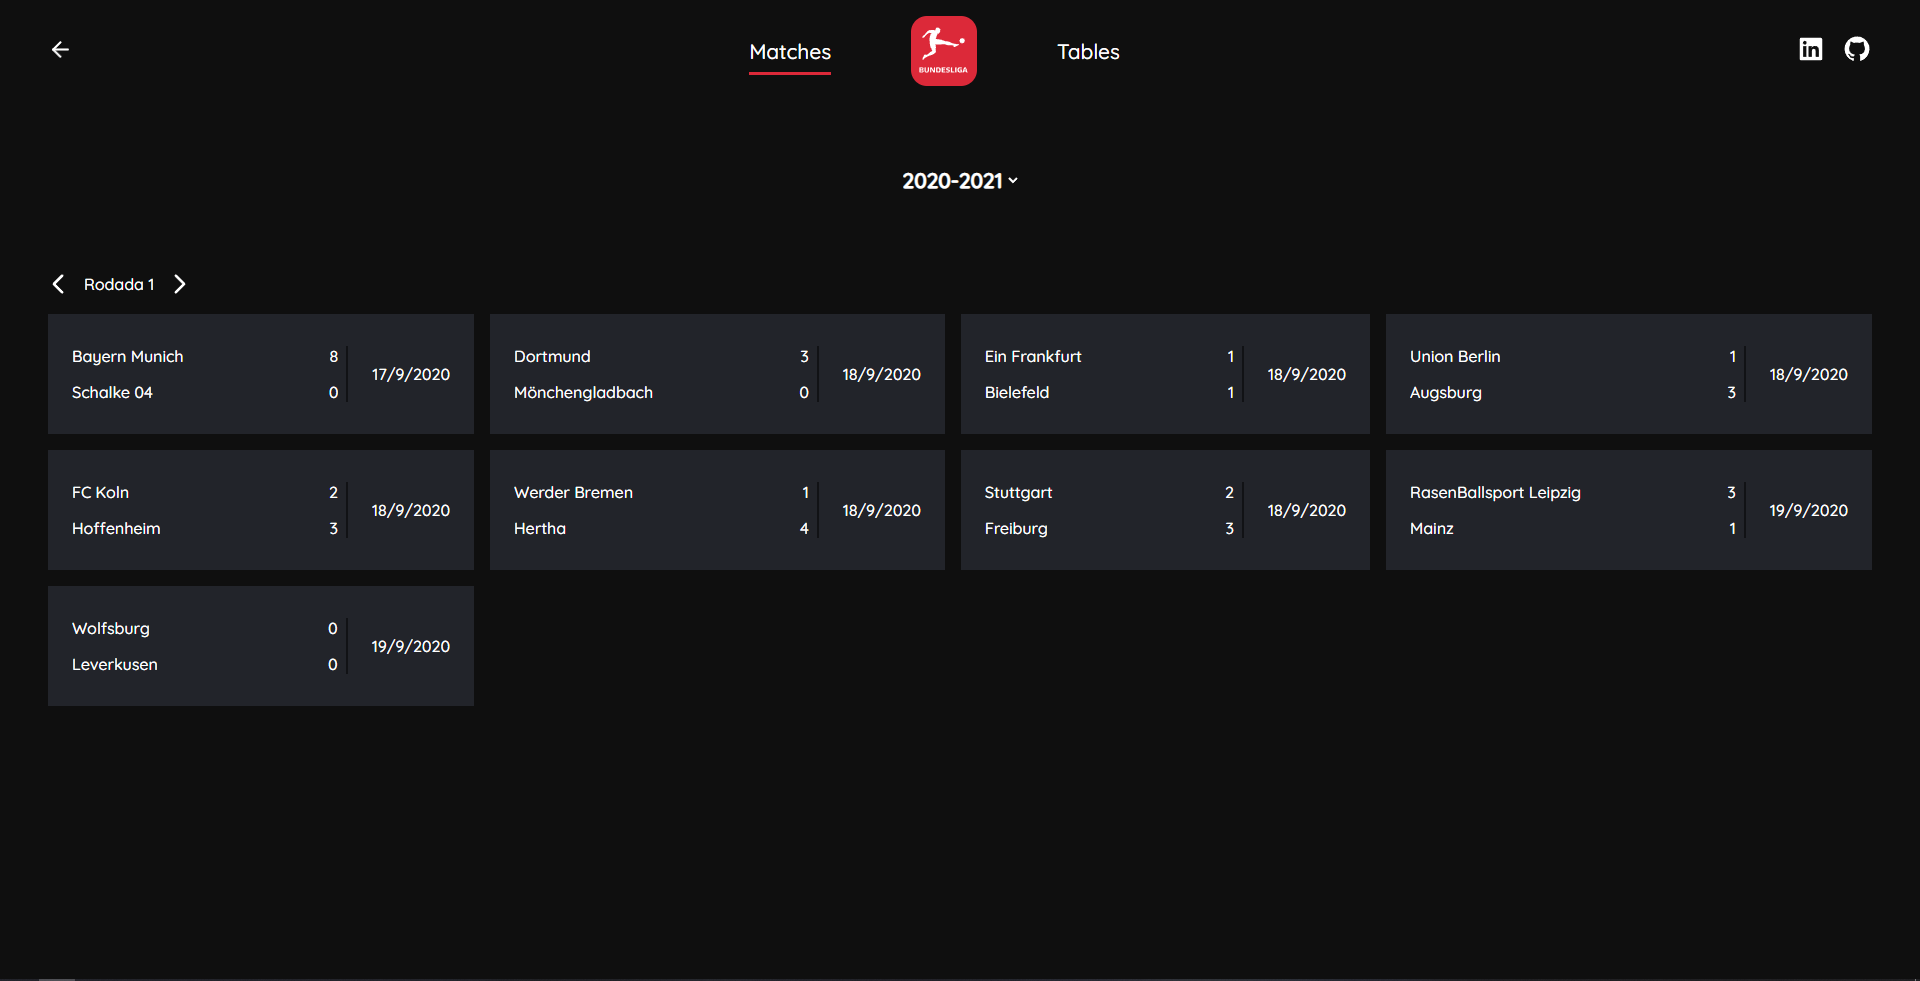 Matches
BUNDESLIGA
Tables
2020-2021
Rodada 1
Bayern Munich 8
Schalke 04 0
17/9/2020
Dortmund 3
Mönchengladbach 0
18/9/2020
Ein Frankfurt 1
Bielefeld 1
18/9/2020
Union Berlin 1
Augsburg 3
18/9/2020
FC Koln 2
Hoffenheim 3
18/9/2020
Werder Bremen 1
Hertha 4
18/9/2020
Stuttgart 2
Freiburg 3
18/9/2020
RasenBallsport Leipzig 3
Mainz 1
19/9/2020
Wolfsburg 0
Leverkusen 0
19/9/2020